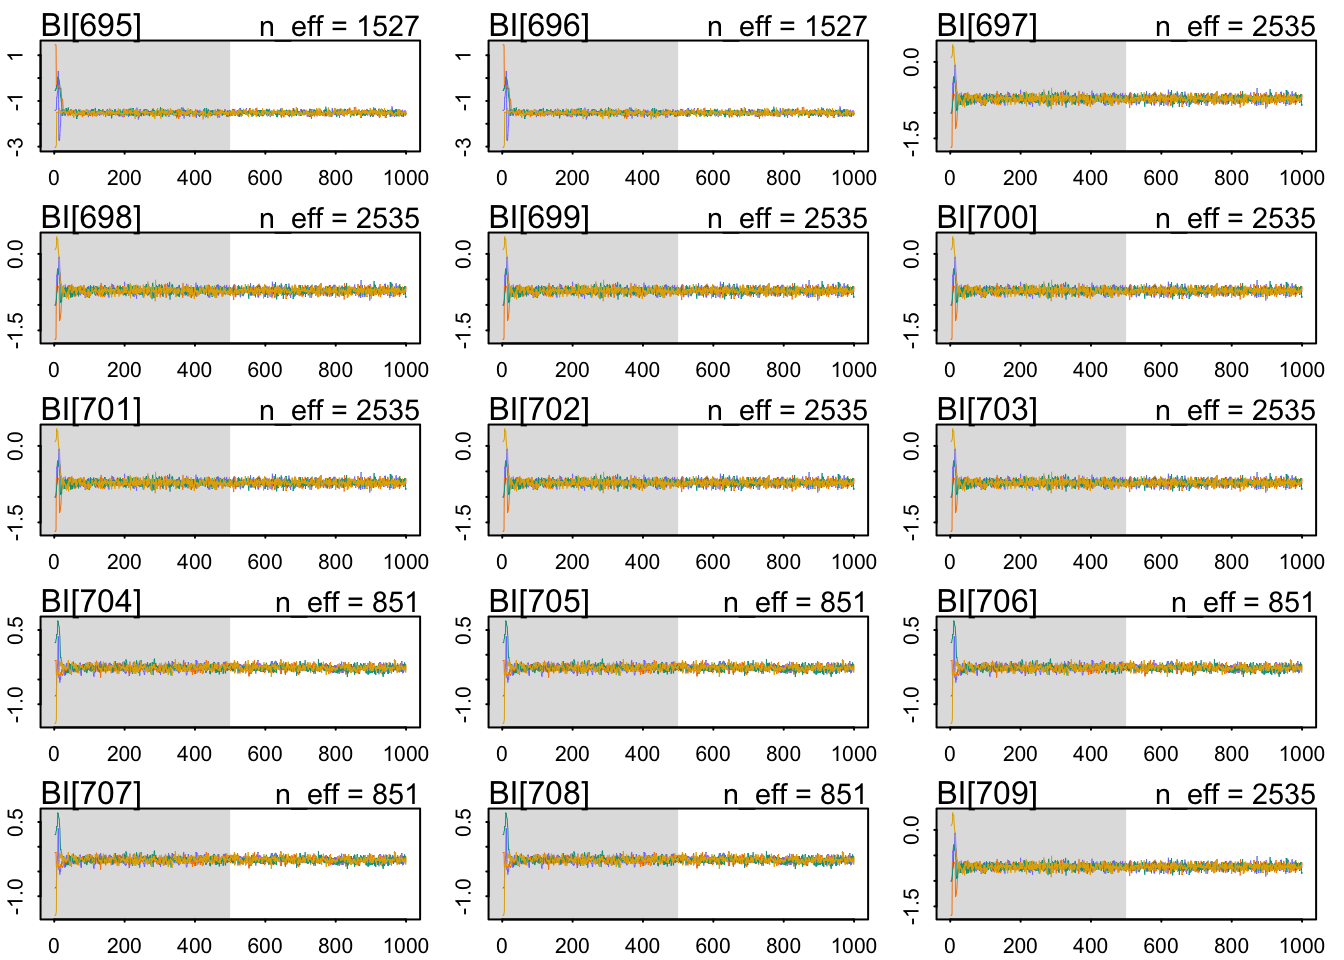 BI[695] n_eff = 1527 BI[696] n_eff = 1527 BI[697] n_eff = 2535
1 -1 -3 1 -1 -3 0.0 -1.5
0 200 400 600 800 1000 0 200 400 600 800 1000 0 200 400 600 800 1000
BI[698] n_eff = 2535 BI[699] n_eff = 2535 BI[700] n_eff = 2535
0.0 -1.5 0.0 -1.5 0.0 -1.5
0 200 400 600 800 1000 0 200 400 600 800 1000 0 200 400 600 800 1000
BI[701] n_eff = 2535 BI[702] n_eff = 2535 BI[703] n_eff = 2535
0.0 -1.5 0.0 -1.5 0.0 -1.5
0 200 400 600 800 1000 0 200 400 600 800 1000 0 200 400 600 800 1000
BI[704] n_eff = 851 BI[705] n_eff = 851 BI[706] n_eff = 851
0.5 -1.0 0.5 -1.0 0.5 -1.0
0 200 400 600 800 1000 0 200 400 600 800 1000 0 200 400 600 800 1000
BI[707] n_eff = 851 BI[708] n_eff = 851 BI[709] n_eff = 2535
0.5 -1.0 0.5 -1.0 0.0 -1.5
0 200 400 600 800 1000 0 200 400 600 800 1000 0 200 400 600 800 1000